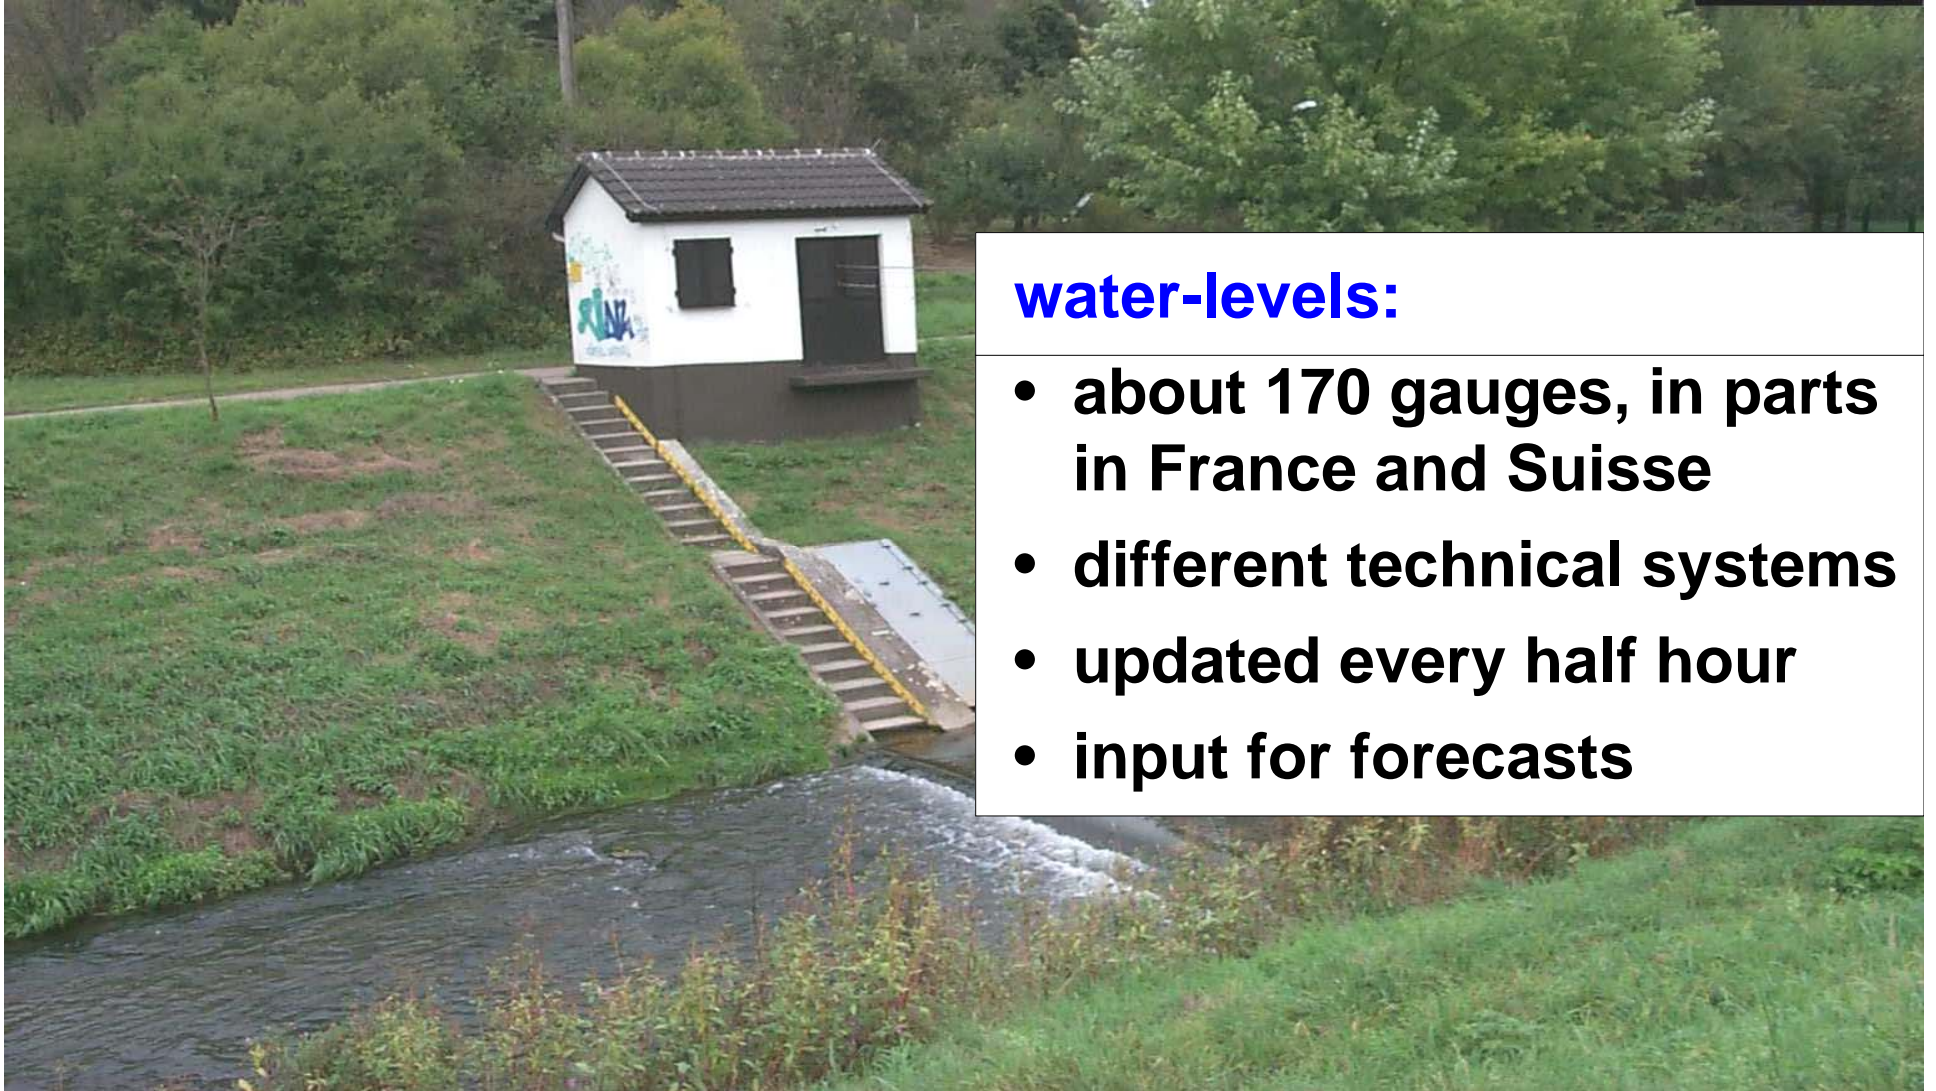 water-levels:
• about 170 gauges, in parts
in France and Suisse
• different technical systems
• updated every half hour
• input for forecasts